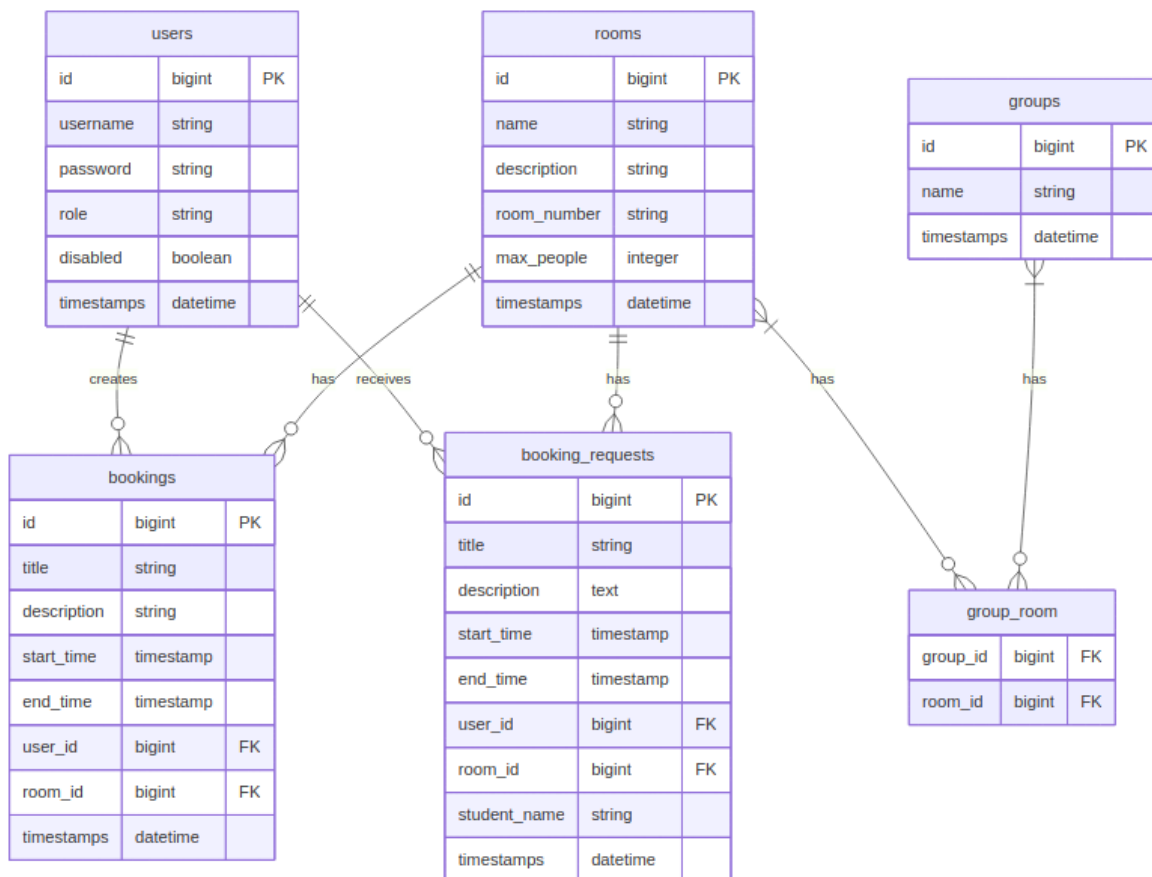 users
id bigint PK
username string
password string
role string
disabled boolean
timestamps datetime
rooms
id bigint PK
name string
description string
room_number string
max_people integer
timestamps datetime
groups
id bigint PK
name string
timestamps datetime
creates
has
receives
has
has
has
bookings
id bigint PK
title string
description string
start_time timestamp
end_time timestamp
user_id bigint FK
room_id bigint FK
timestamps datetime
booking_requests
id bigint PK
title string
description text
start_time timestamp
end_time timestamp
user_id bigint FK
room_id bigint FK
student_name string
timestamps datetime
group_room
group_id bigint FK
room_id bigint FK